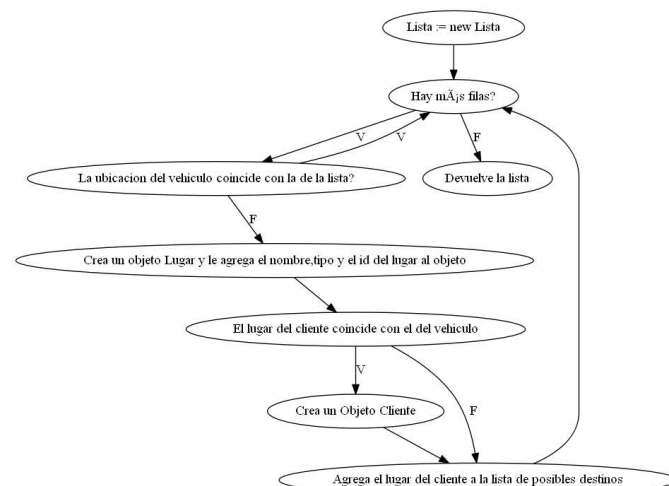 Lista := new Lista
Hay mÃ¡s filas?
V
V
F
La ubicacion del vehiculo coincide con la de la lista?
Devuelve la lista
F
Crea un objeto Lugar y le agrega el nombre,tipo y el id del lugar al objeto
El lugar del cliente coincide con el del vehiculo
V
Crea un Objeto Cliente
F
Agrega el lugar del cliente a la lista de posibles destinos